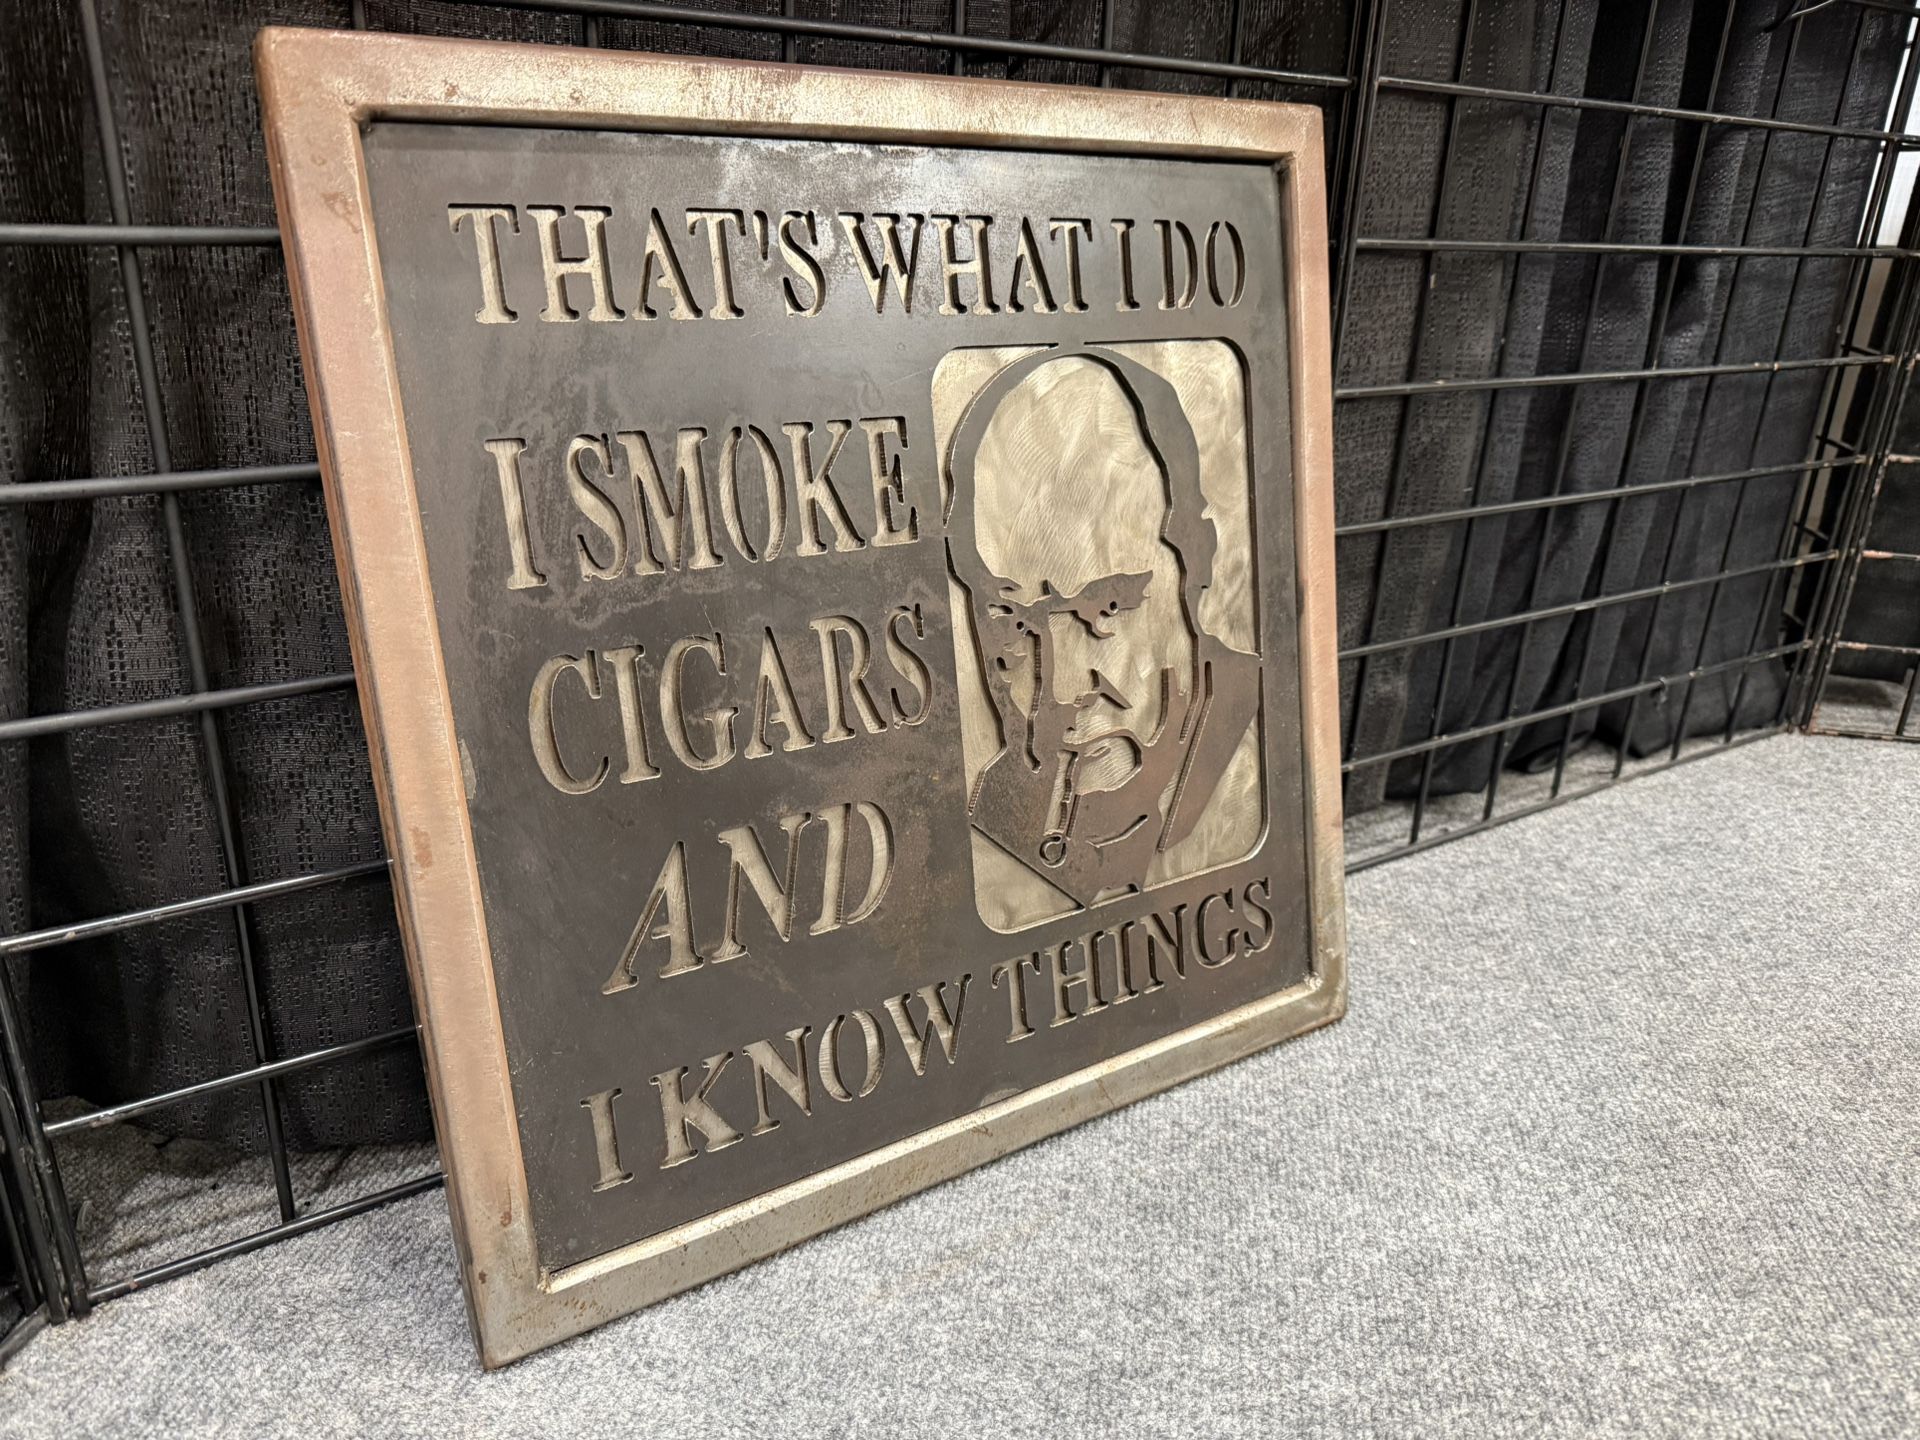 THAT'S WHAT I DO
I SMOKE
CIGARS
AND
I KNOW THINGS